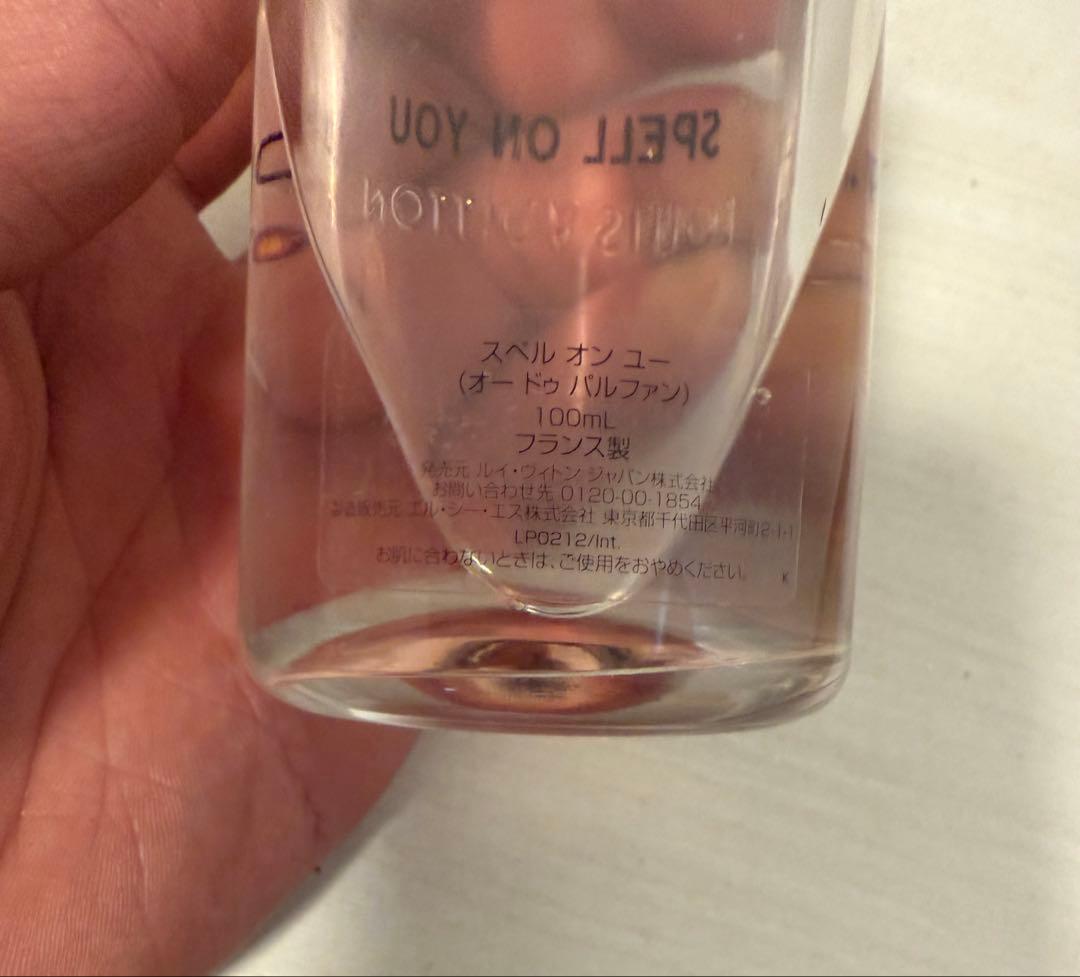 SPELL ON YOU
LOUIS VUITTON
スペル オン ユー
(オー ドゥ パルファン)
100mL
フランス製
発売元 ルイ・ヴィトン ジャパン株式会社
お問い合わせ先 0120-00-1854
製造販売元 エル・シー・エス株式会社 東京都千代田区平河町2-1-1
LP0212/Int.
お肌に合わないときは、ご使用をおやめください。 K